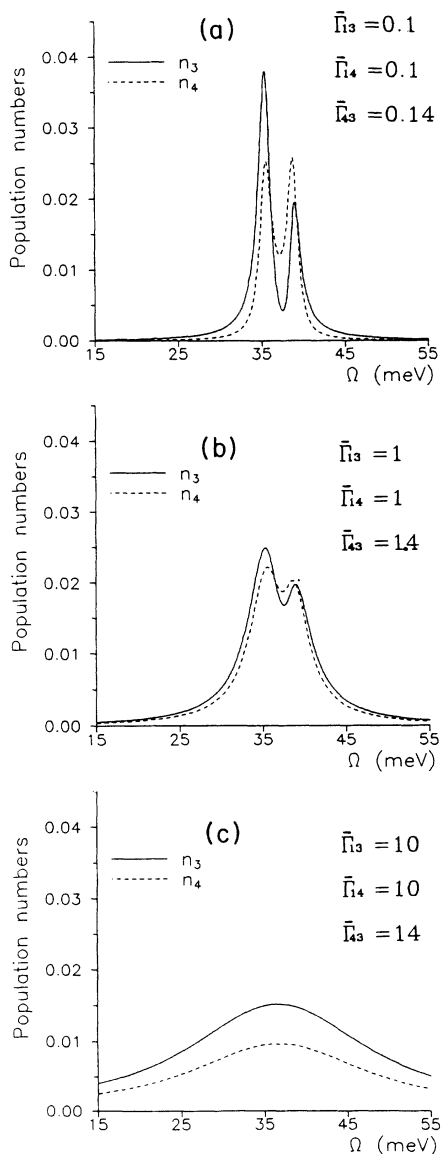 (a)
Γ̄₁₃=0.1
Γ̄₁₄=0.1
Γ̄₄₃=0.14
n₃
n₄
Population numbers
0.04
0.03
0.02
0.01
0.00
15 25 35 45 55
Ω (meV)
(b)
Γ̄₁₃=1
Γ̄₁₄=1
Γ̄₄₃=1.4
n₃
n₄
Population numbers
0.04
0.03
0.02
0.01
0.00
15 25 35 45 55
Ω (meV)
(c)
Γ̄₁₃=10
Γ̄₁₄=10
Γ̄₄₃=14
n₃
n₄
Population numbers
0.04
0.03
0.02
0.01
0.00
15 25 35 45 55
Ω (meV)